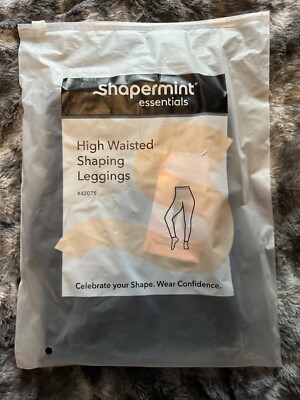 shapermint
essentials
High Waisted
Shaping
Leggings
#42075
Celebrate your Shape. Wear Confidence.